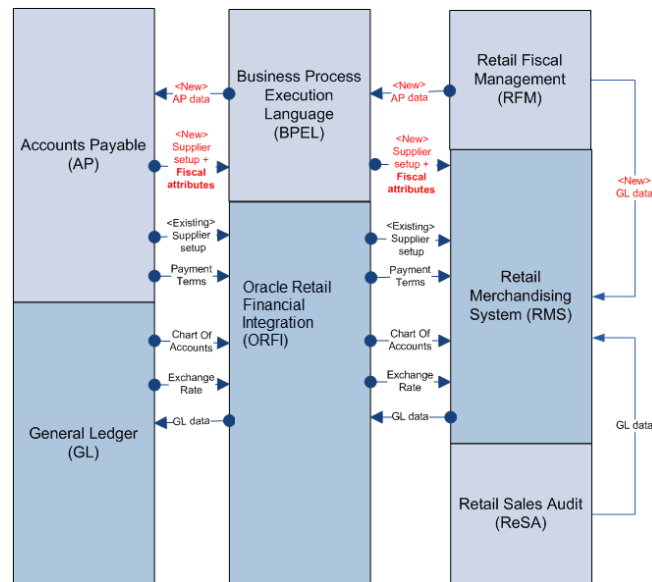 Retail Fiscal
Management
(RFM)
Business Process
Execution
Language
(BPEL)
<New>
AP data
<New>
AP data
Accounts Payable
(AP)
<New>
Supplier
setup +
Fiscal
attributes
<New>
Supplier
setup +
Fiscal
attributes
<New>
GL data
<Existing>
Supplier
setup
<Existing>
Supplier
setup
Payment
Terms
Payment
Terms
Oracle Retail
Financial
Integration
(ORFI)
Retail
Merchandising
System (RMS)
Chart Of
Accounts
Chart Of
Accounts
Exchange
Rate
Exchange
Rate
General Ledger
(GL)
GL data
GL data
GL data
Retail Sales Audit
(ReSA)